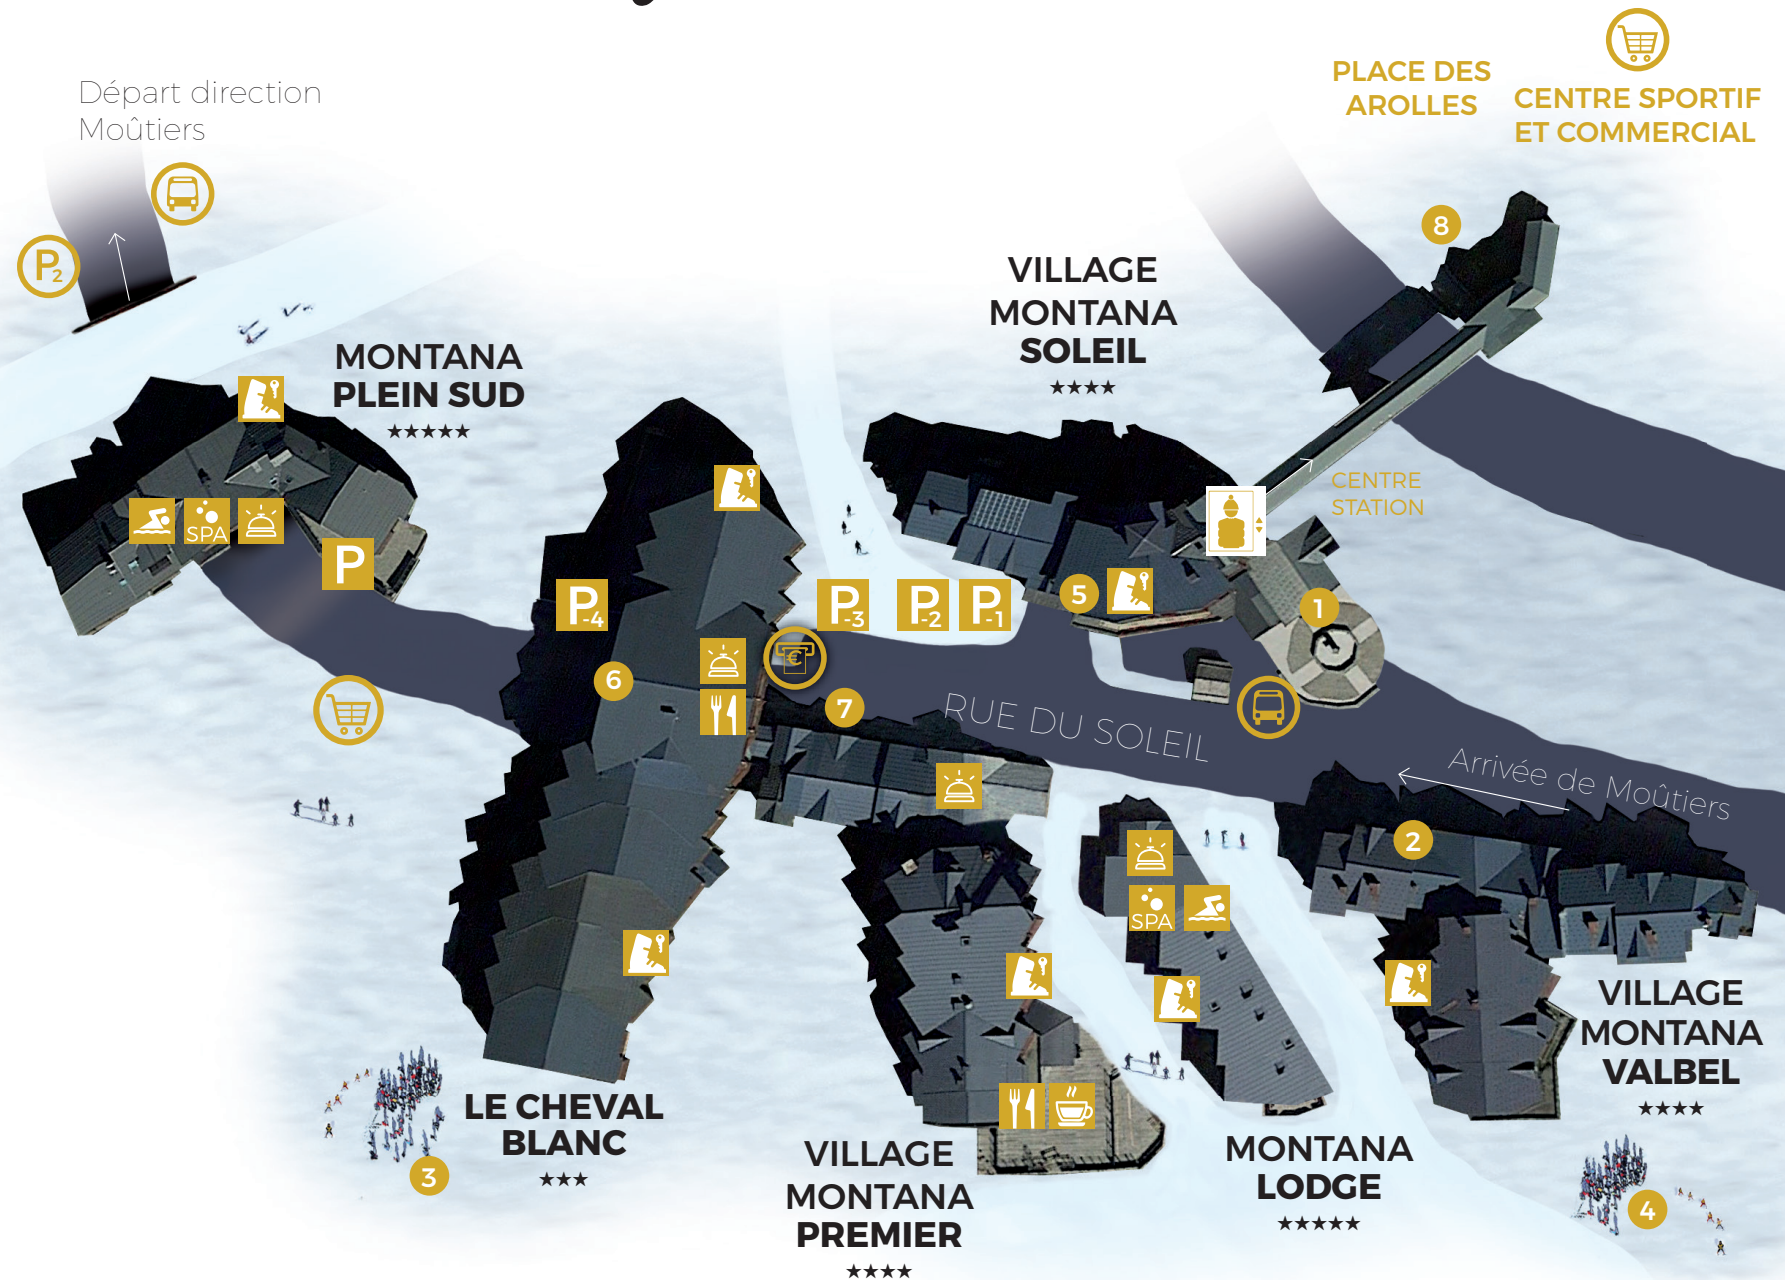 Départ direction
Moûtiers
P2
PLACE DES
AROLLES
CENTRE SPORTIF
ET COMMERCIAL
8
VILLAGE
MONTANA
SOLEIL
★★★★
MONTANA
PLEIN SUD
★★★★★
CENTRE
STATION
SPA
P
P-4
P-3
P-2
P-1
5
1
6
€
7
RUE DU SOLEIL
Arrivée de Moûtiers
2
SPA
VILLAGE
MONTANA
VALBEL
★★★★
LE CHEVAL
BLANC
★★★
3
VILLAGE
MONTANA
PREMIER
★★★★
MONTANA
LODGE
★★★★★
4